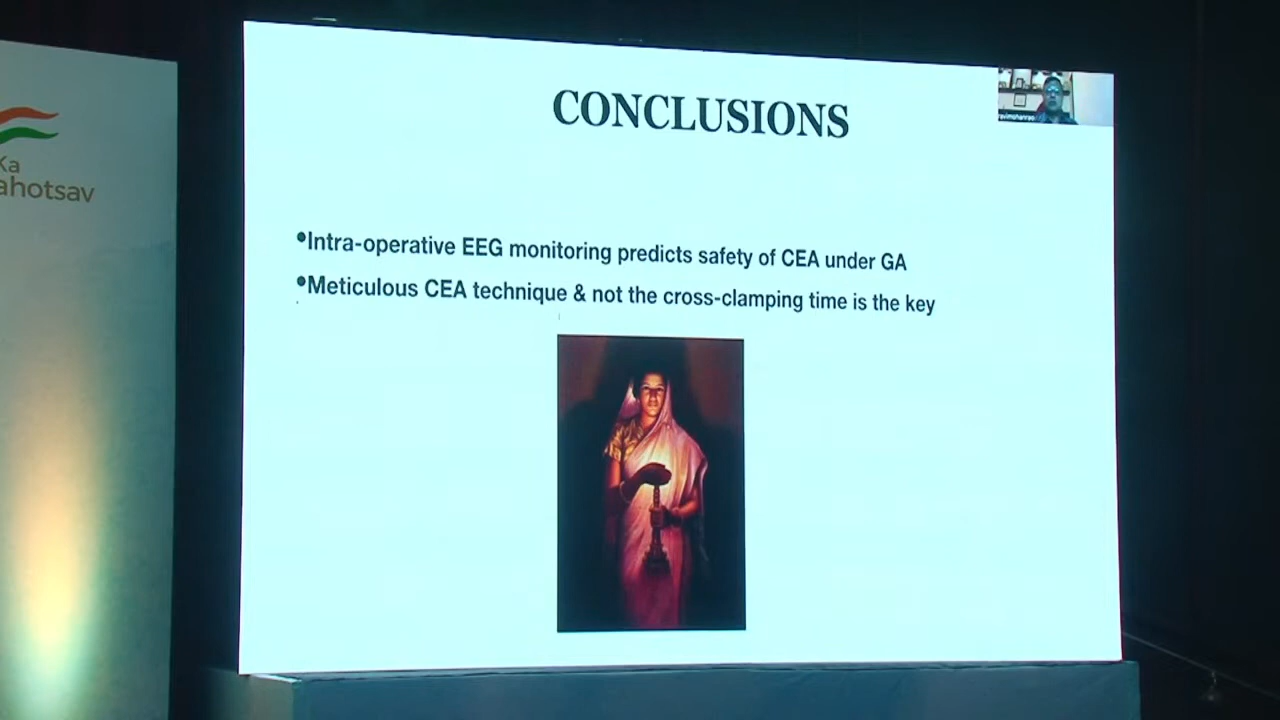 Ka
ahotsav
CONCLUSIONS
•Intra-operative EEG monitoring predicts safety of CEA under GA
•Meticulous CEA technique & not the cross-clamping time is the key